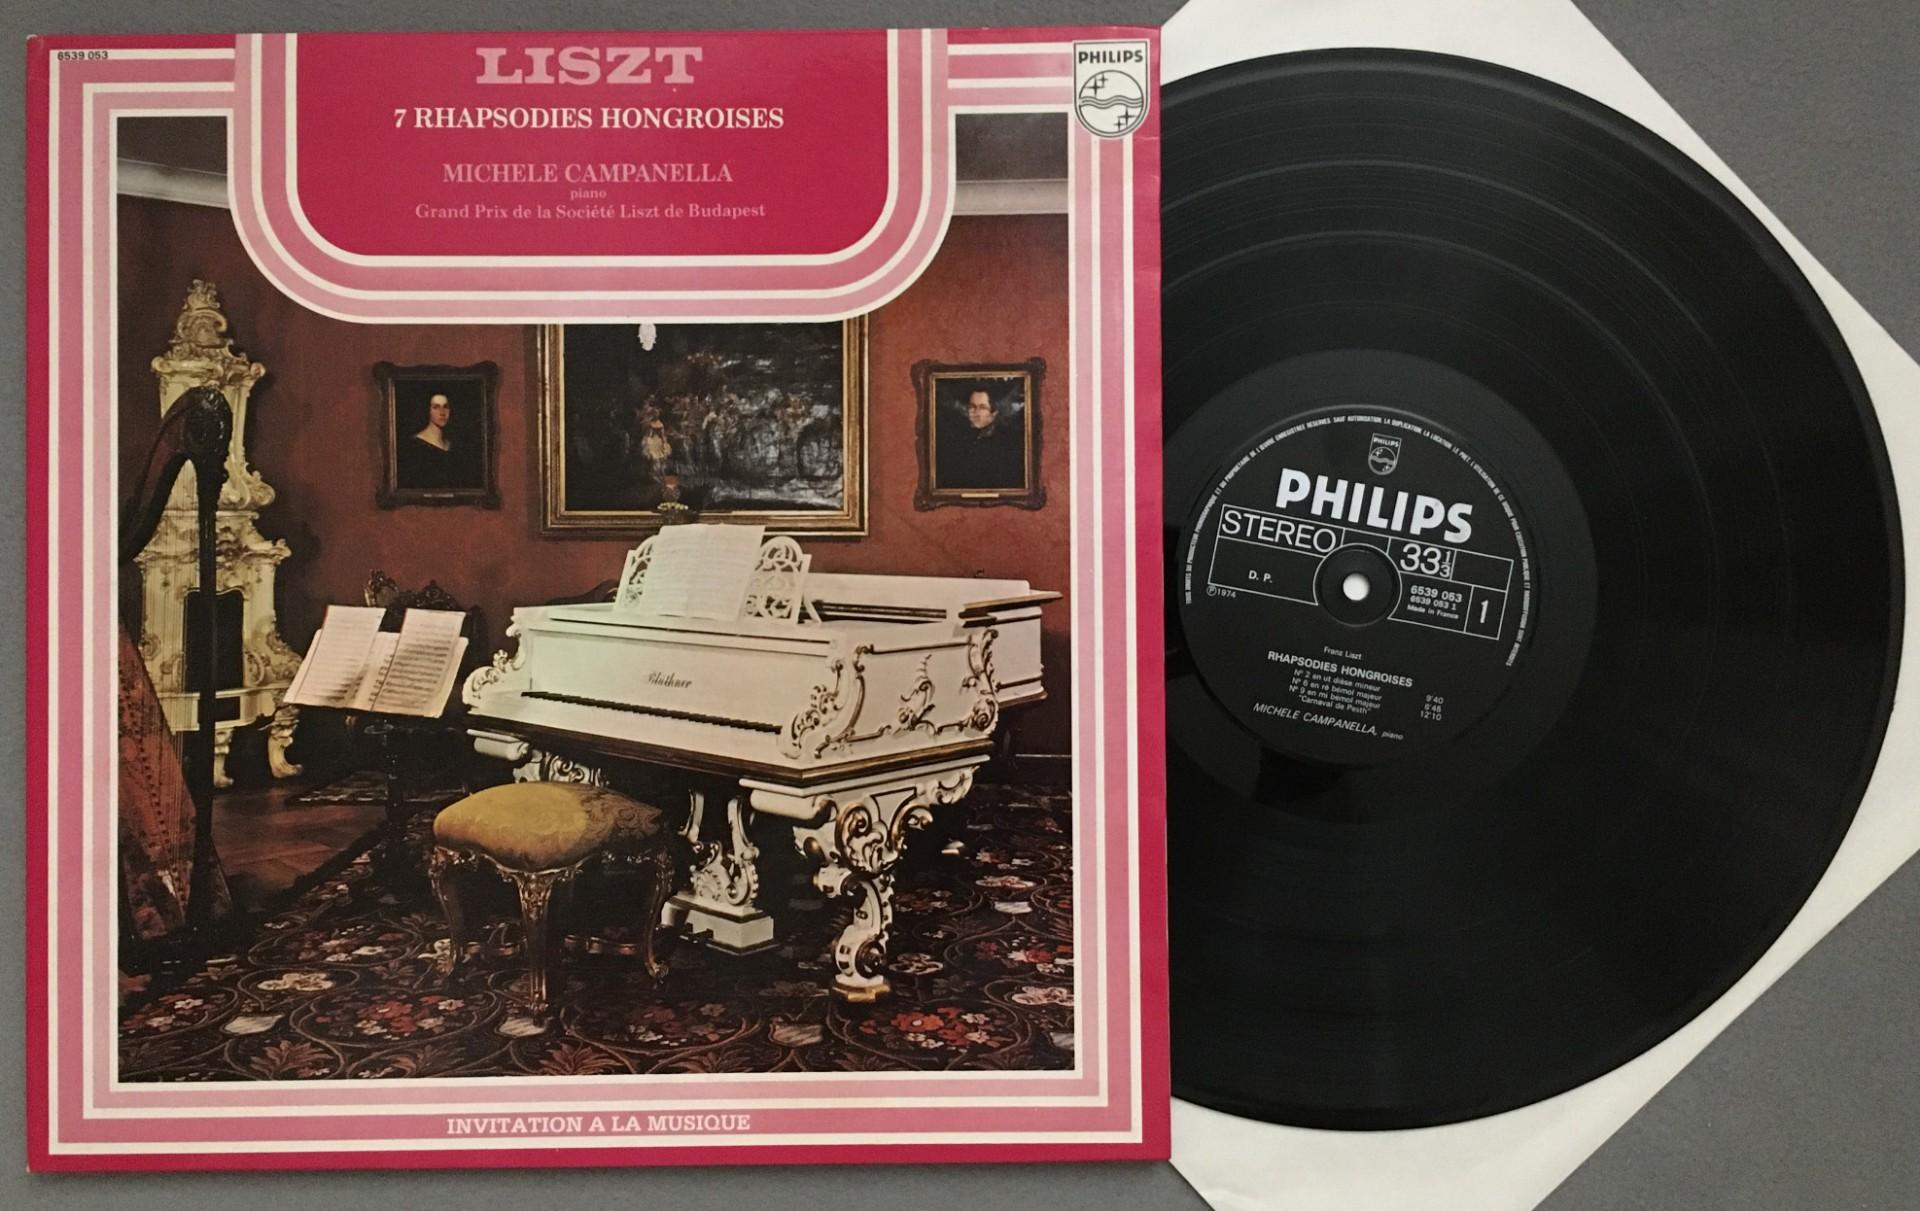 6539 053
LISZT
7 RHAPSODIES HONGROISES
MICHELE CAMPANELLA
piano
Grand Prix de la Société Liszt de Budapest
PHILIPS
Blüthner
INVITATION A LA MUSIQUE
PHILIPS
PHILIPS
STEREO
33 1/3
D. P.
6539 053
6539 053 1
Made in France
1
℗1974
Franz Liszt
RHAPSODIES HONGROISES
Nº 2 en ut dièse mineur 9'40
Nº 6 en ré bémol majeur 6'48
Nº 9 en mi bémol majeur 12'10
"Carnaval de Pesth"
MICHELE CAMPANELLA, piano